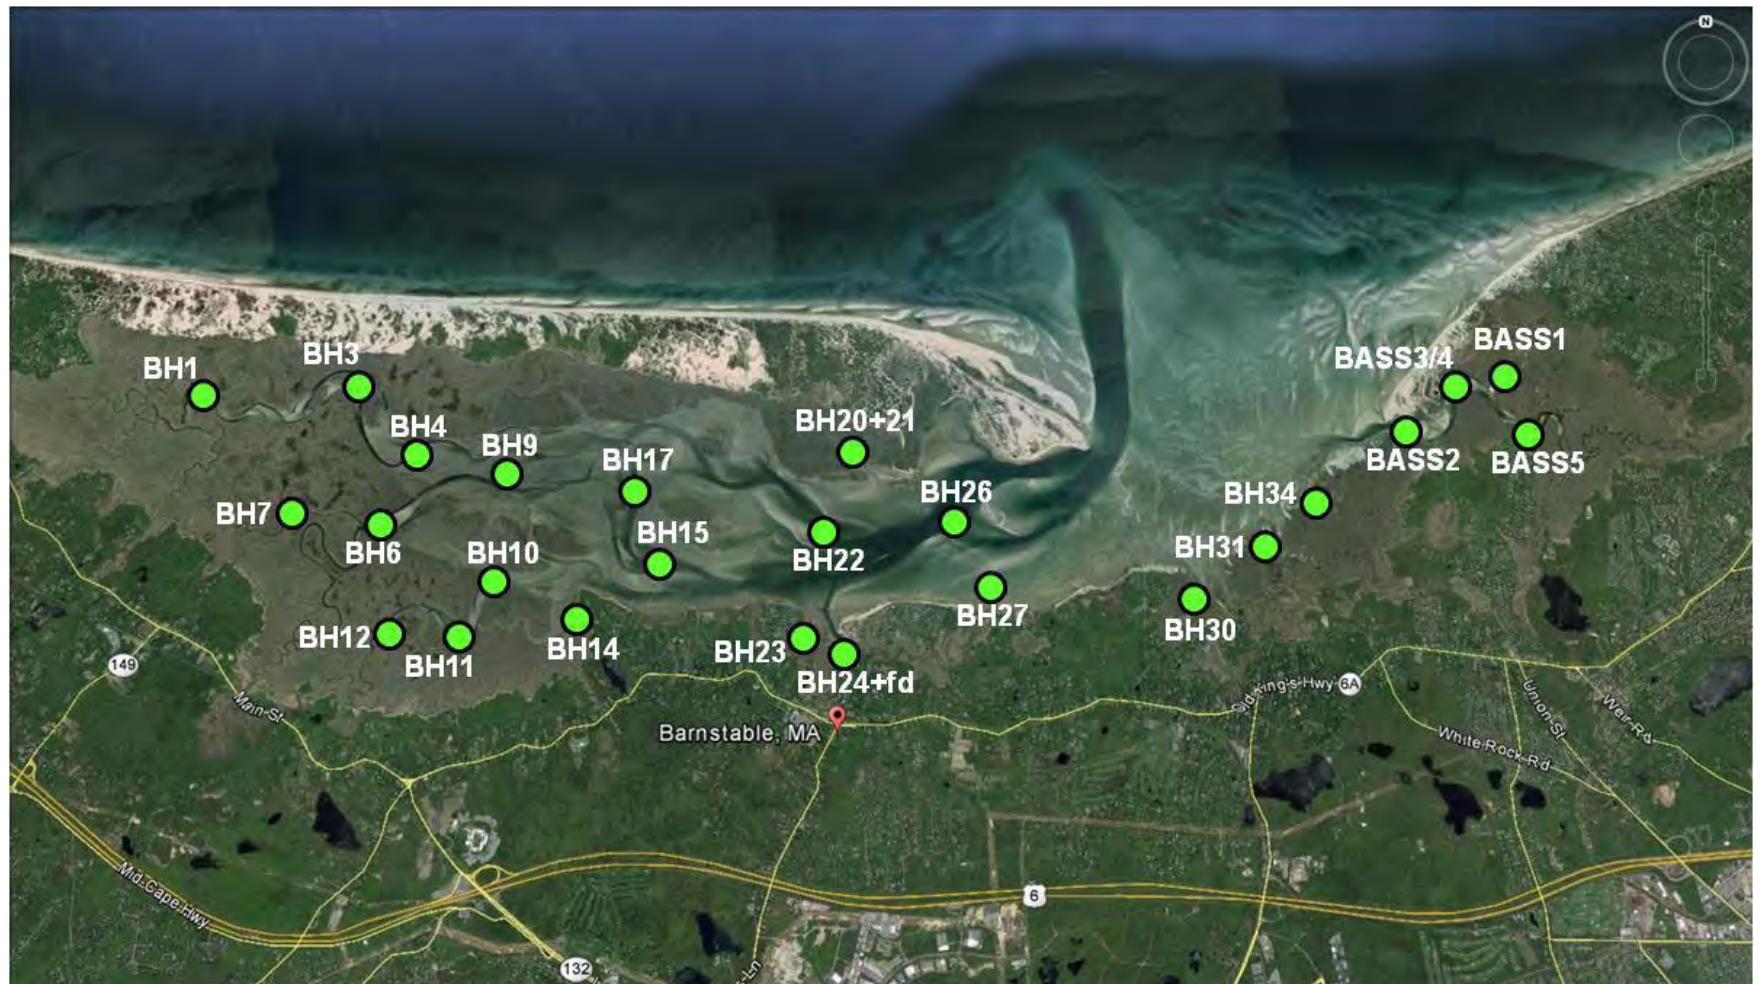 N
BASS1
BASS3/4
BH3
BH1
BH20+21
BH4
BH9
BH17
BASS2
BASS5
BH26
BH34
BH7
BH6
BH10
BH15
BH22
BH31
BH27
BH30
BH12
BH11
BH14
BH23
BH24+fd
149
Main St
Barnstable, MA
Old King's Hwy
6A
Union St
Weir Rd
White Rock Rd
Mid-Cape Hwy
6
132